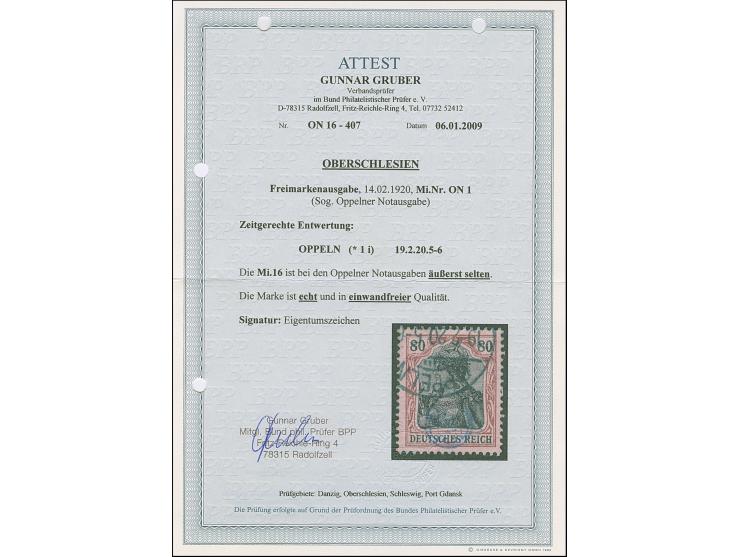 ATTEST
GUNNAR GRUBER
Verbandsprüfer
im Bund Philatelistischer Prüfer e. V.
D-78315 Radolfzell, Fritz-Reichle-Ring 4, Tel. 07732 52412
Nr. ON 16 - 407 Datum 06.01.2009
OBERSCHLESIEN
Freimarkenausgabe, 14.02.1920, Mi.Nr. ON 1
(Sog. Oppelner Notausgabe)
Zeitgerechte Entwertung:
OPPELN (* 1 i) 19.2.20.5-6
Die Mi.16 ist bei den Oppelner Notausgaben äußerst selten.
Die Marke ist echt und in einwandfreier Qualität.
Signatur: Eigentumszeichen
80 80
DEUTSCHES REICH
Gunnar Gruber
Mitgl. Bund phil. Prüfer BPP
Fritz-Reichle-Ring 4
78315 Radolfzell
Prüfgebiete: Danzig, Oberschlesien, Schleswig, Port Gdansk
Die Prüfung erfolgte auf Grund der Prüfordnung des Bundes Philatelistischer Prüfer e.V.